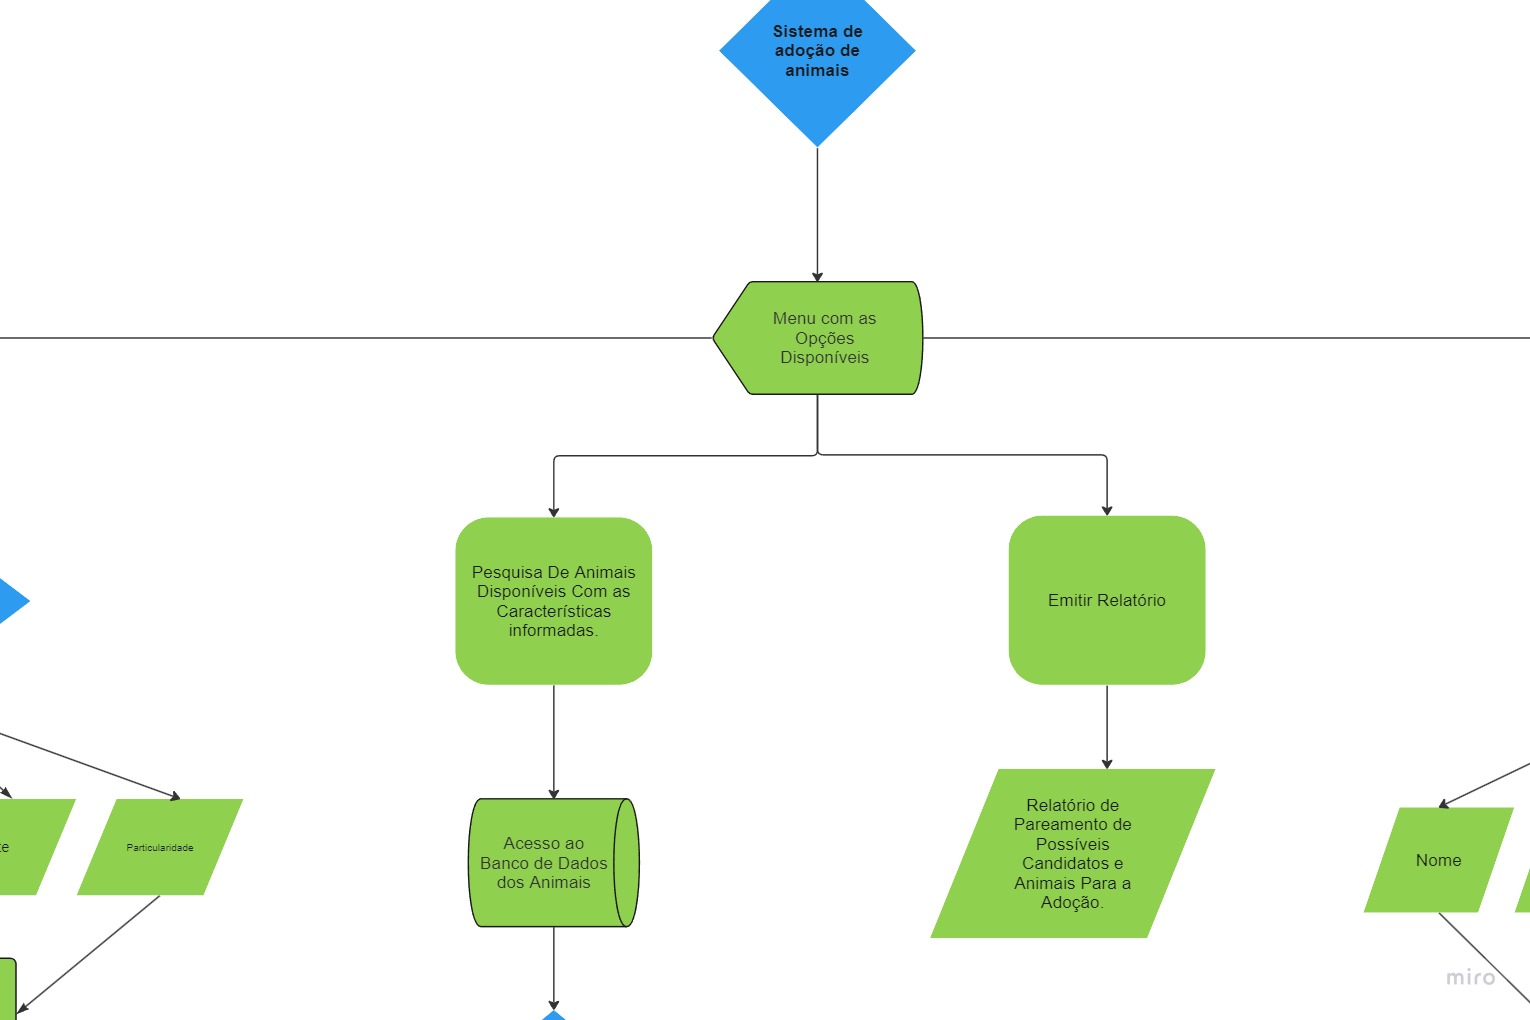 Sistema de
adoção de
animais
Menu com as
Opções
Disponíveis
Pesquisa De Animais
Disponíveis Com as
Características
informadas.
Emitir Relatório
Particularidade
Acesso ao
Banco de Dados
dos Animais
Relatório de
Pareamento de
Possíveis
Candidatos e
Animais Para a
Adoção.
Nome
miro